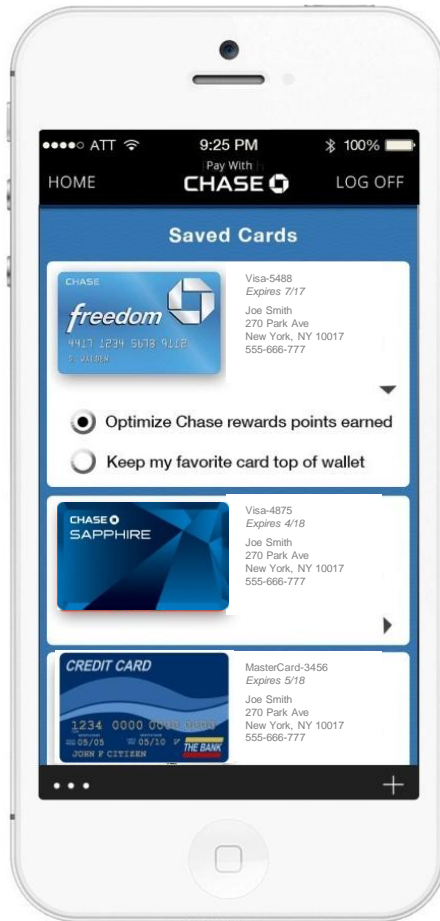 ATT 9:25 PM 100%
Pay With
HOME CHASE LOG OFF
Saved Cards
CHASE
freedom
4417 1234 5678 9112
Visa-5488
Expires 7/17
Joe Smith
270 Park Ave
New York, NY 10017
555-666-777
Optimize Chase rewards points earned
Keep my favorite card top of wallet
CHASE
SAPPHIRE
Visa-4875
Expires 4/18
Joe Smith
270 Park Ave
New York, NY 10017
555-666-777
CREDIT CARD
1234 0000 0000 0003
05/05 05/10 V
JOHN F CITIZEN
THE BANK
MasterCard-3456
Expires 5/18
Joe Smith
270 Park Ave
New York, NY 10017
555-666-777